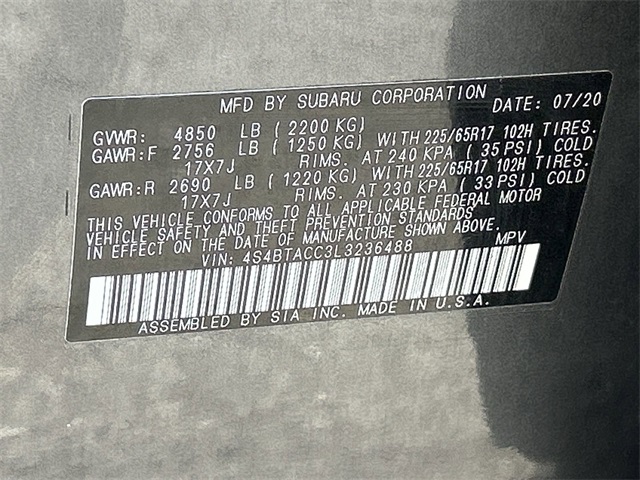 MFD BY SUBARU CORPORATION DATE: 07/20
GVWR: 4850 LB ( 2200 KG)
GAWR:F 2756 LB ( 1250 KG) WITH 225/65R17 102H TIRES.
17X7J RIMS. AT 240 KPA ( 35 PSI) COLD
GAWR:R 2690 LB ( 1220 KG) WITH 225/65R17 102H TIRES.
17X7J RIMS. AT 230 KPA ( 33 PSI) COLD
THIS VEHICLE CONFORMS TO ALL APPLICABLE FEDERAL MOTOR
VEHICLE SAFETY AND THEFT PREVENTION STANDARDS
IN EFFECT ON THE DATE OF MANUFACTURE SHOWN ABOVE.
VIN: 4S4BTACC3L3236488 MPV
ASSEMBLED BY SIA INC. MADE IN U.S.A.